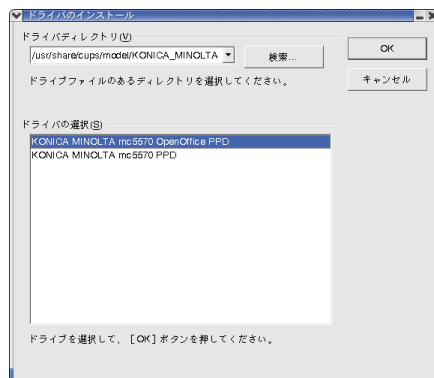 ドライバのインストール
ドライバディレクトリ(V)
/usr/share/cups/model/KONICA_MINOLTA
検索...
OK
ドライブファイルのあるディレクトリを選択してください。
キャンセル
ドライバの選択(S)
KONICA MINOLTA mc5570 OpenOffice PPD
KONICA MINOLTA mc5570 PPD
ドライブを選択して、[OK]ボタンを押してください。